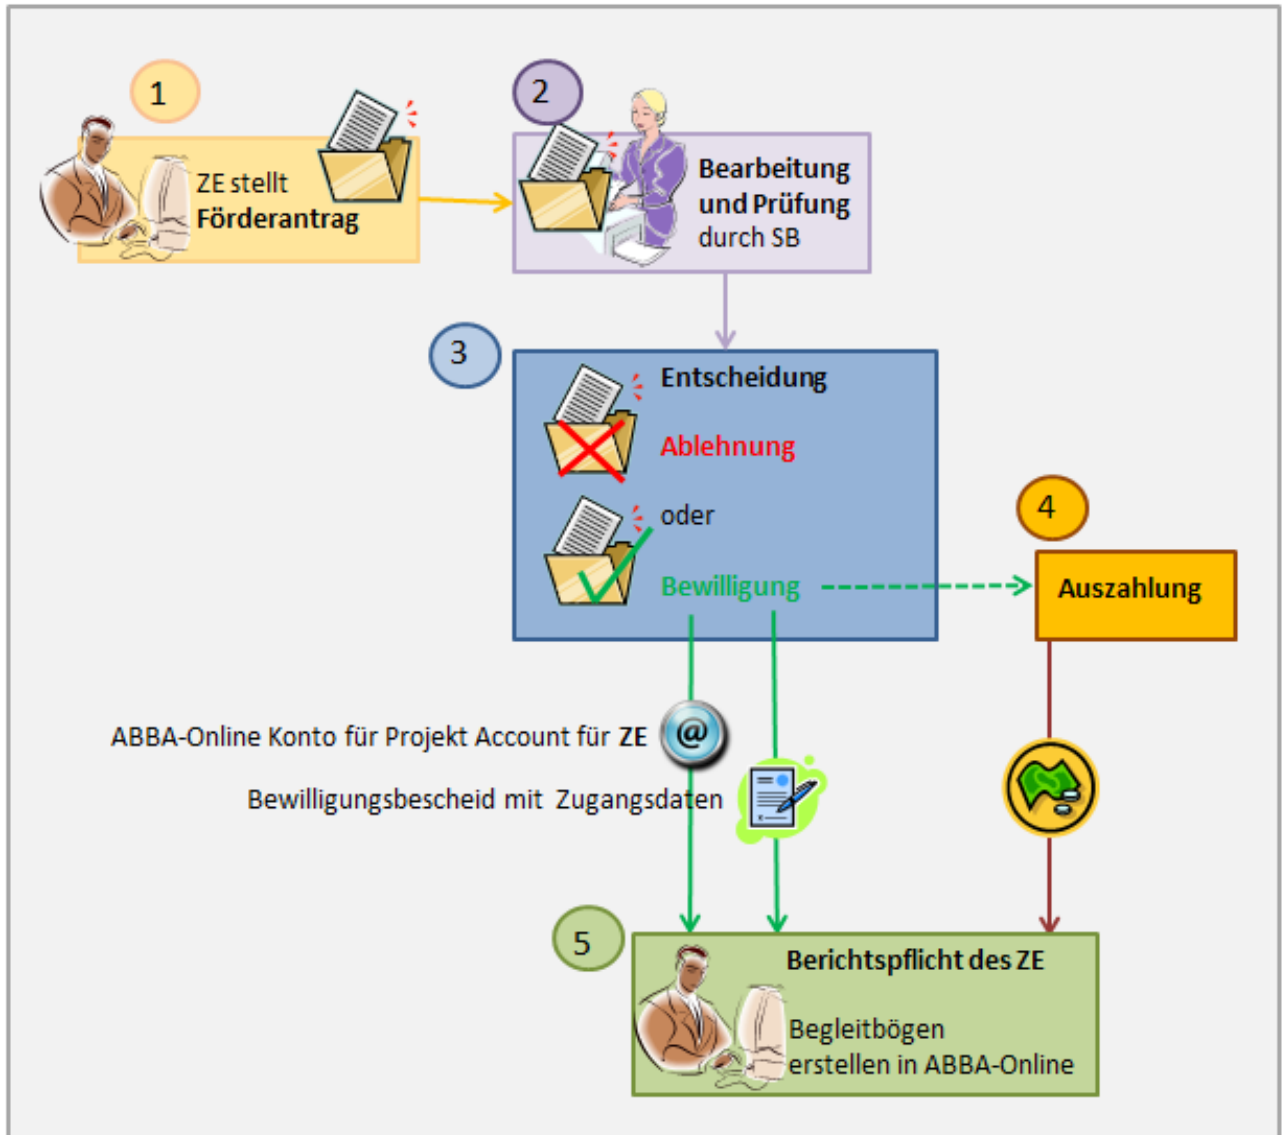 1
ZE stellt
Förderantrag
2
Bearbeitung
und Prüfung
durch SB
3
Entscheidung
Ablehnung
oder
Bewilligung
4
Auszahlung
@
ABBA-Online Konto für Projekt Account für ZE
Bewilligungsbescheid mit Zugangsdaten
5
Berichtspflicht des ZE
Begleitbögen
erstellen in ABBA-Online